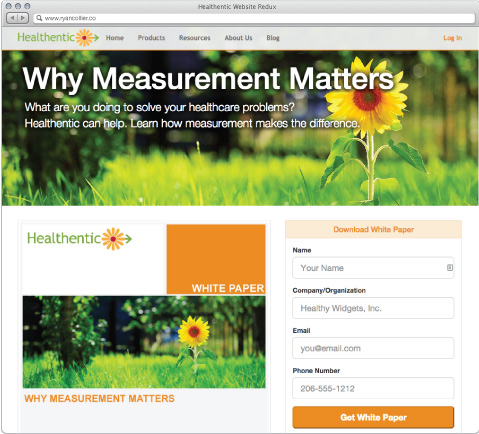 Healthentic Website Redux
www.ryancollier.co
Healthentic
Home Products Resources About Us Blog Log In
Why Measurement Matters
What are you doing to solve your healthcare problems?
Healthentic can help. Learn how measurement makes the difference.
Healthentic
WHITE PAPER
WHY MEASUREMENT MATTERS
Download White Paper
Name
Your Name
Company/Organization
Healthy Widgets, Inc.
Email
you@email.com
Phone Number
206-555-1212
Get White Paper